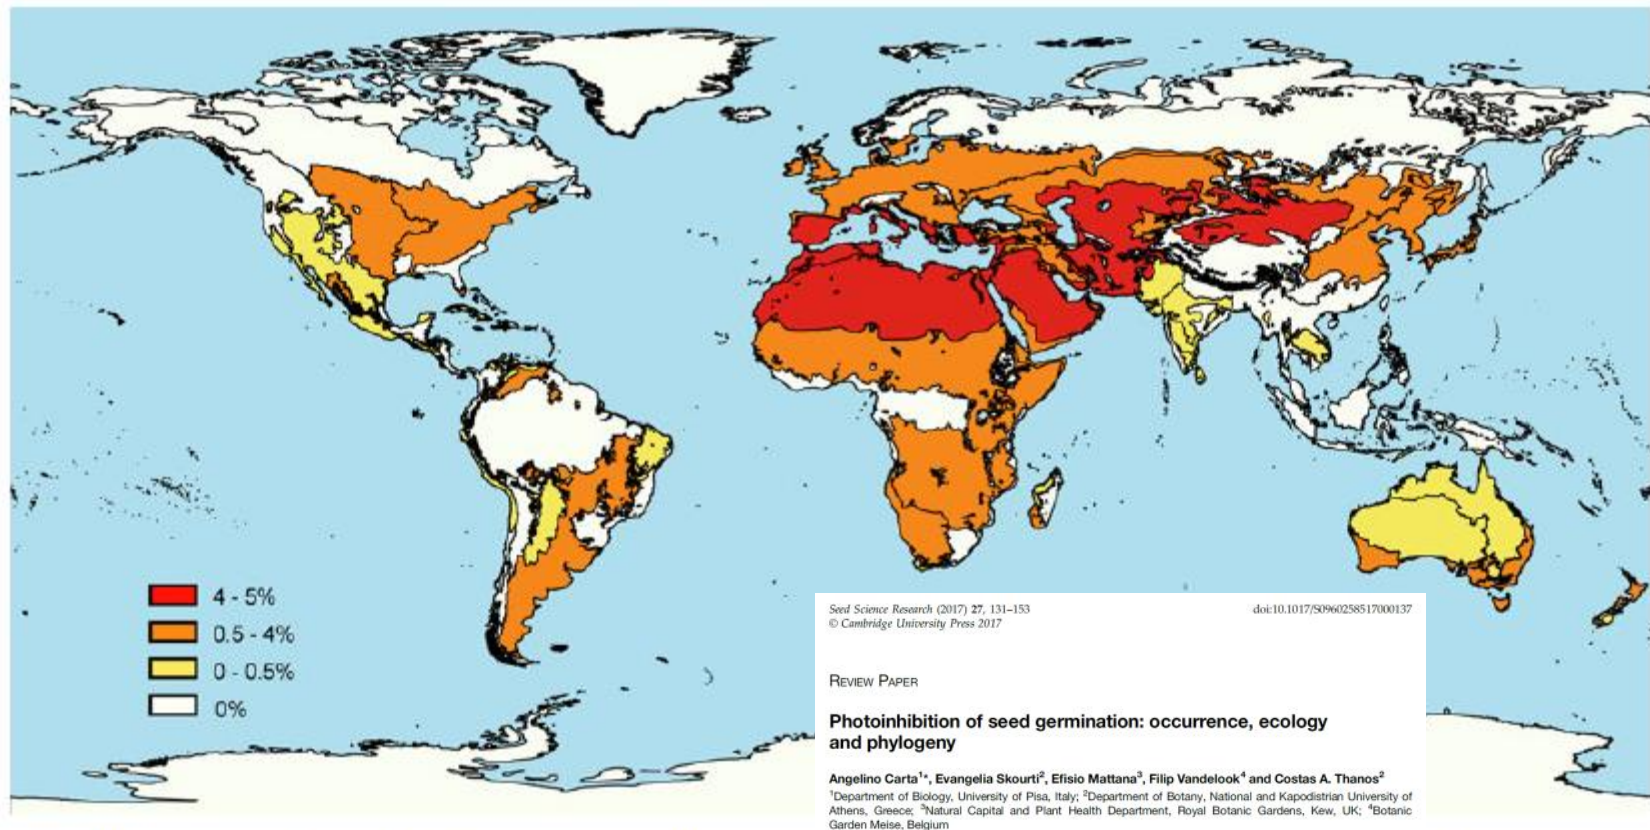 4 - 5%
0.5 - 4%
0 - 0.5%
0%
Seed Science Research (2017) 27, 131–153
doi:10.1017/S0960258517000137
© Cambridge University Press 2017
REVIEW PAPER
Photoinhibition of seed germination: occurrence, ecology
and phylogeny
Angelino Carta1*, Evangelia Skourti2, Efisio Mattana3, Filip Vandelook4 and Costas A. Thanos2
1Department of Biology, University of Pisa, Italy; 2Department of Botany, National and Kapodistrian University of
Athens, Greece; 3Natural Capital and Plant Health Department, Royal Botanic Gardens, Kew, UK; 4Botanic
Garden Meise, Belgium